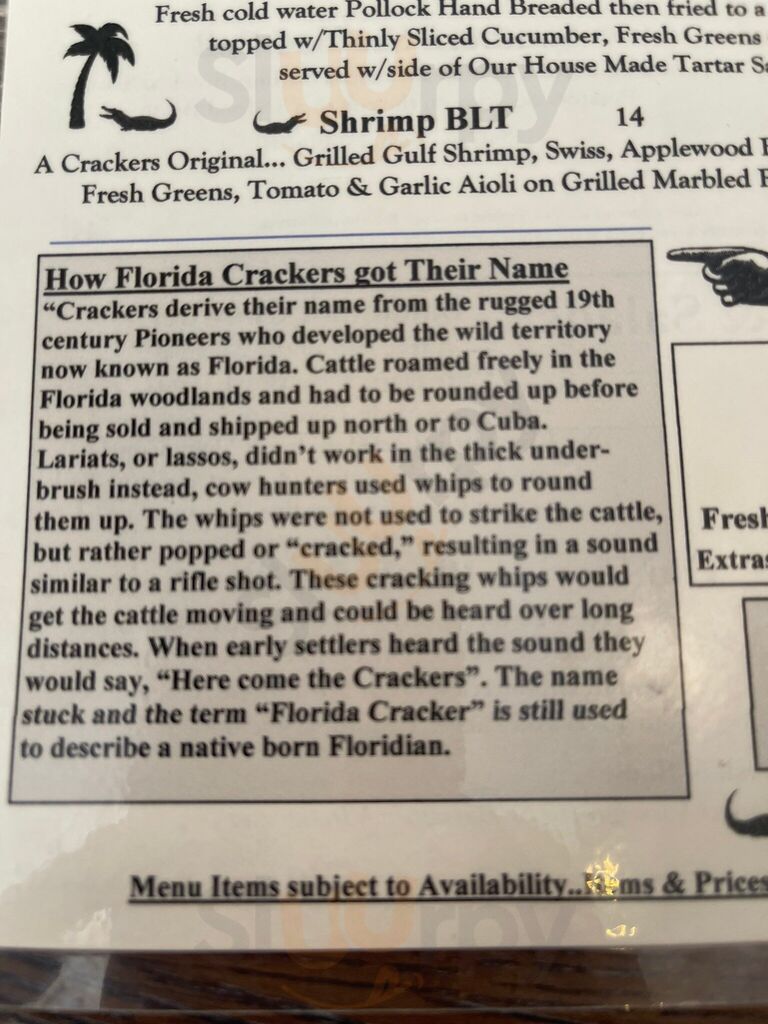 Fresh cold water Pollock Hand Breaded then fried to a
topped w/Thinly Sliced Cucumber, Fresh Greens
served w/side of Our House Made Tartar
Shrimp BLT 14
A Crackers Original... Grilled Gulf Shrimp, Swiss, Applewood
Fresh Greens, Tomato & Garlic Aioli on Grilled Marbled
How Florida Crackers got Their Name
“Crackers derive their name from the rugged 19th
century Pioneers who developed the wild territory
now known as Florida. Cattle roamed freely in the
Florida woodlands and had to be rounded up before
being sold and shipped up north or to Cuba.
Lariats, or lassos, didn’t work in the thick under-
brush instead, cow hunters used whips to round
them up. The whips were not used to strike the cattle,
but rather popped or “cracked,” resulting in a sound
similar to a rifle shot. These cracking whips would
get the cattle moving and could be heard over long
distances. When early settlers heard the sound they
would say, “Here come the Crackers”. The name
stuck and the term “Florida Cracker” is still used
to describe a native born Floridian.
Fresh
Extras
Menu Items subject to Availability.. & Prices
Sluurpy
Sluurpy